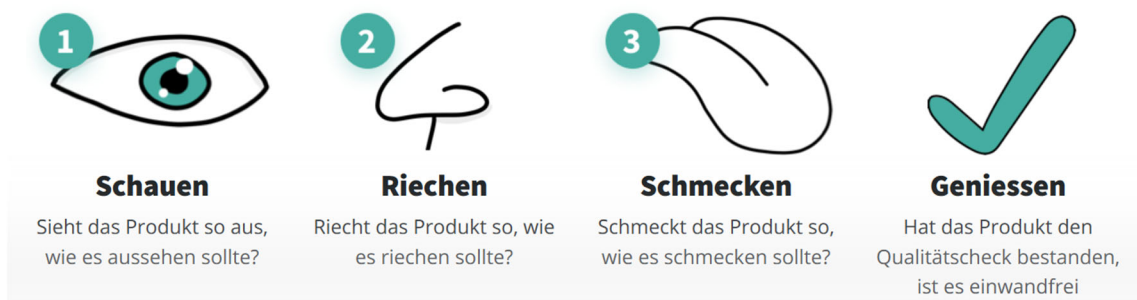 1
Schauen
Sieht das Produkt so aus,
wie es aussehen sollte?
2
Riechen
Riecht das Produkt so, wie
es riechen sollte?
3
Schmecken
Schmeckt das Produkt so,
wie es schmecken sollte?
Geniessen
Hat das Produkt den
Qualitätscheck bestanden,
ist es einwandfrei